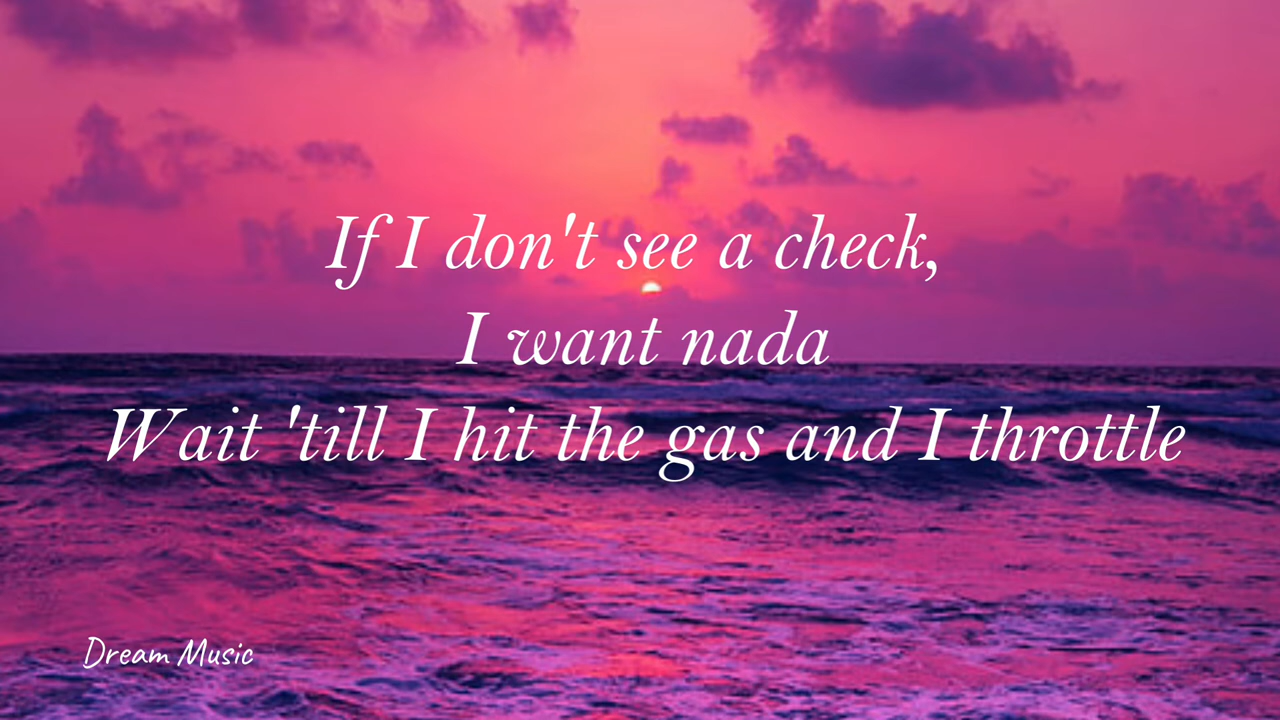 If I don't see a check,
I want nada
Wait 'till I hit the gas and I throttle
Dream Music